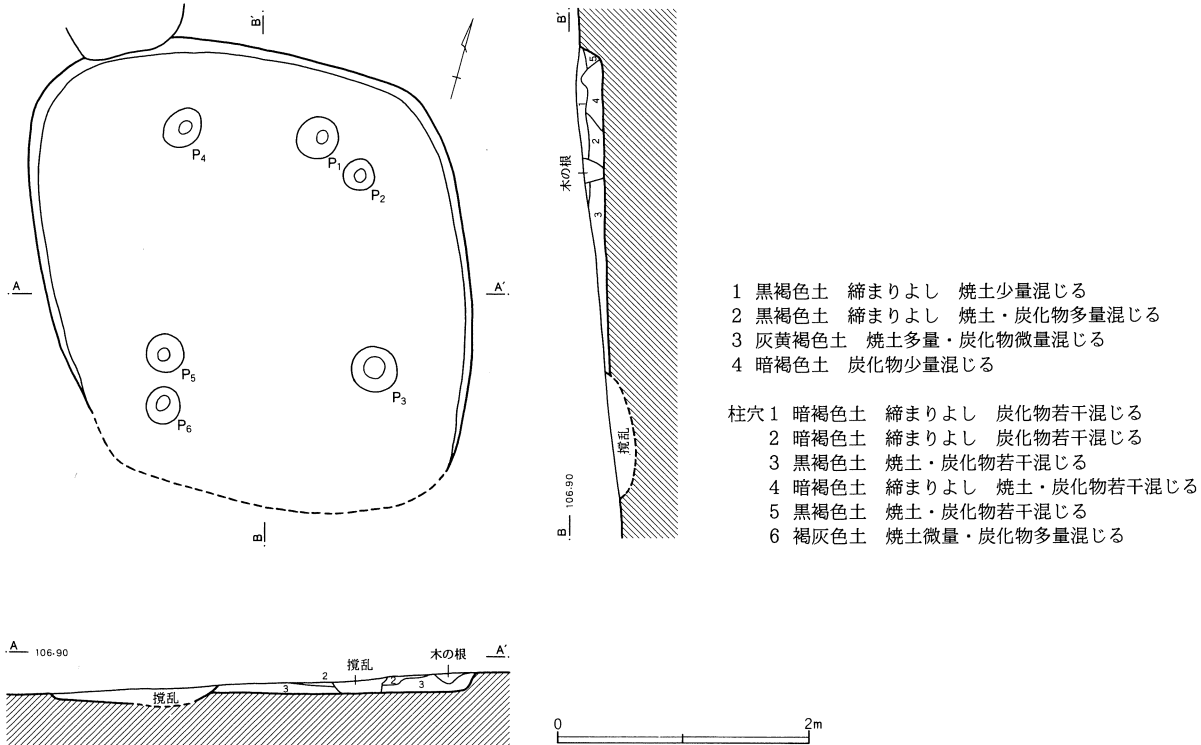 B′
P4
P1
P2
A
A′
P5
P6
P3
B
B′
5
1
4
2
木の根
3
撹乱
106.90
B
1 黒褐色土 締まりよし 焼土少量混じる
2 黒褐色土 締まりよし 焼土・炭化物多量混じる
3 灰黄褐色土 焼土多量・炭化物微量混じる
4 暗褐色土 炭化物少量混じる
柱穴1 暗褐色土 締まりよし 炭化物若干混じる
2 暗褐色土 締まりよし 炭化物若干混じる
3 黒褐色土 焼土・炭化物若干混じる
4 暗褐色土 締まりよし 焼土・炭化物若干混じる
5 黒褐色土 焼土・炭化物若干混じる
6 褐灰色土 焼土微量・炭化物多量混じる
A
106.90
撹乱
木の根
A′
2
3
2
3
撹乱
0
2m